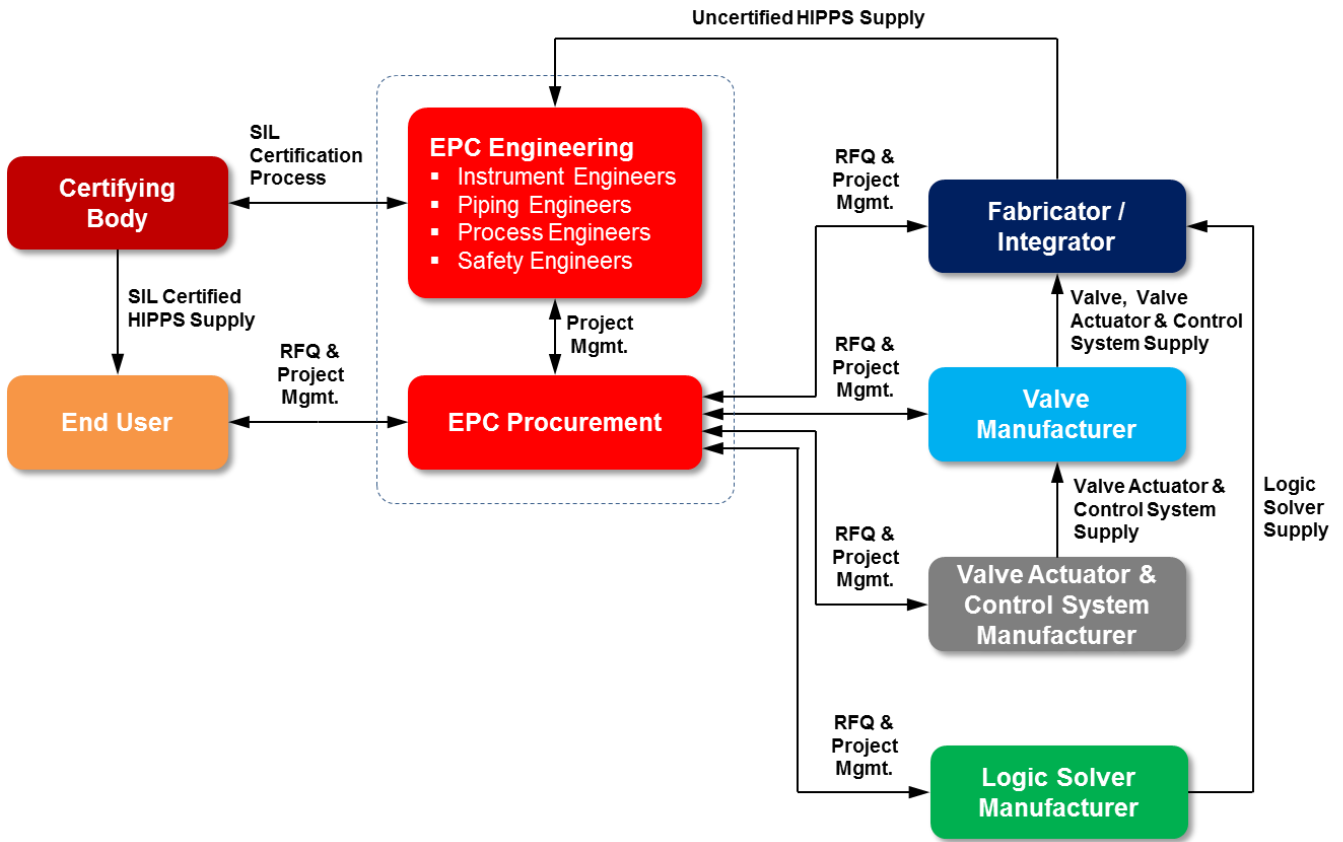 Uncertified HIPPS Supply
SIL
Certification
Process
EPC Engineering
▪ Instrument Engineers
▪ Piping Engineers
▪ Process Engineers
▪ Safety Engineers
RFQ &
Project
Mgmt.
Certifying
Body
Fabricator /
Integrator
SIL Certified
HIPPS Supply
Project
Mgmt.
Valve, Valve
Actuator & Control
System Supply
RFQ &
Project
Mgmt.
RFQ &
Project
Mgmt.
End User
EPC Procurement
Valve
Manufacturer
Valve Actuator &
Control System
Supply
Logic
Solver
Supply
RFQ &
Project
Mgmt.
Valve Actuator &
Control System
Manufacturer
RFQ &
Project
Mgmt.
Logic Solver
Manufacturer